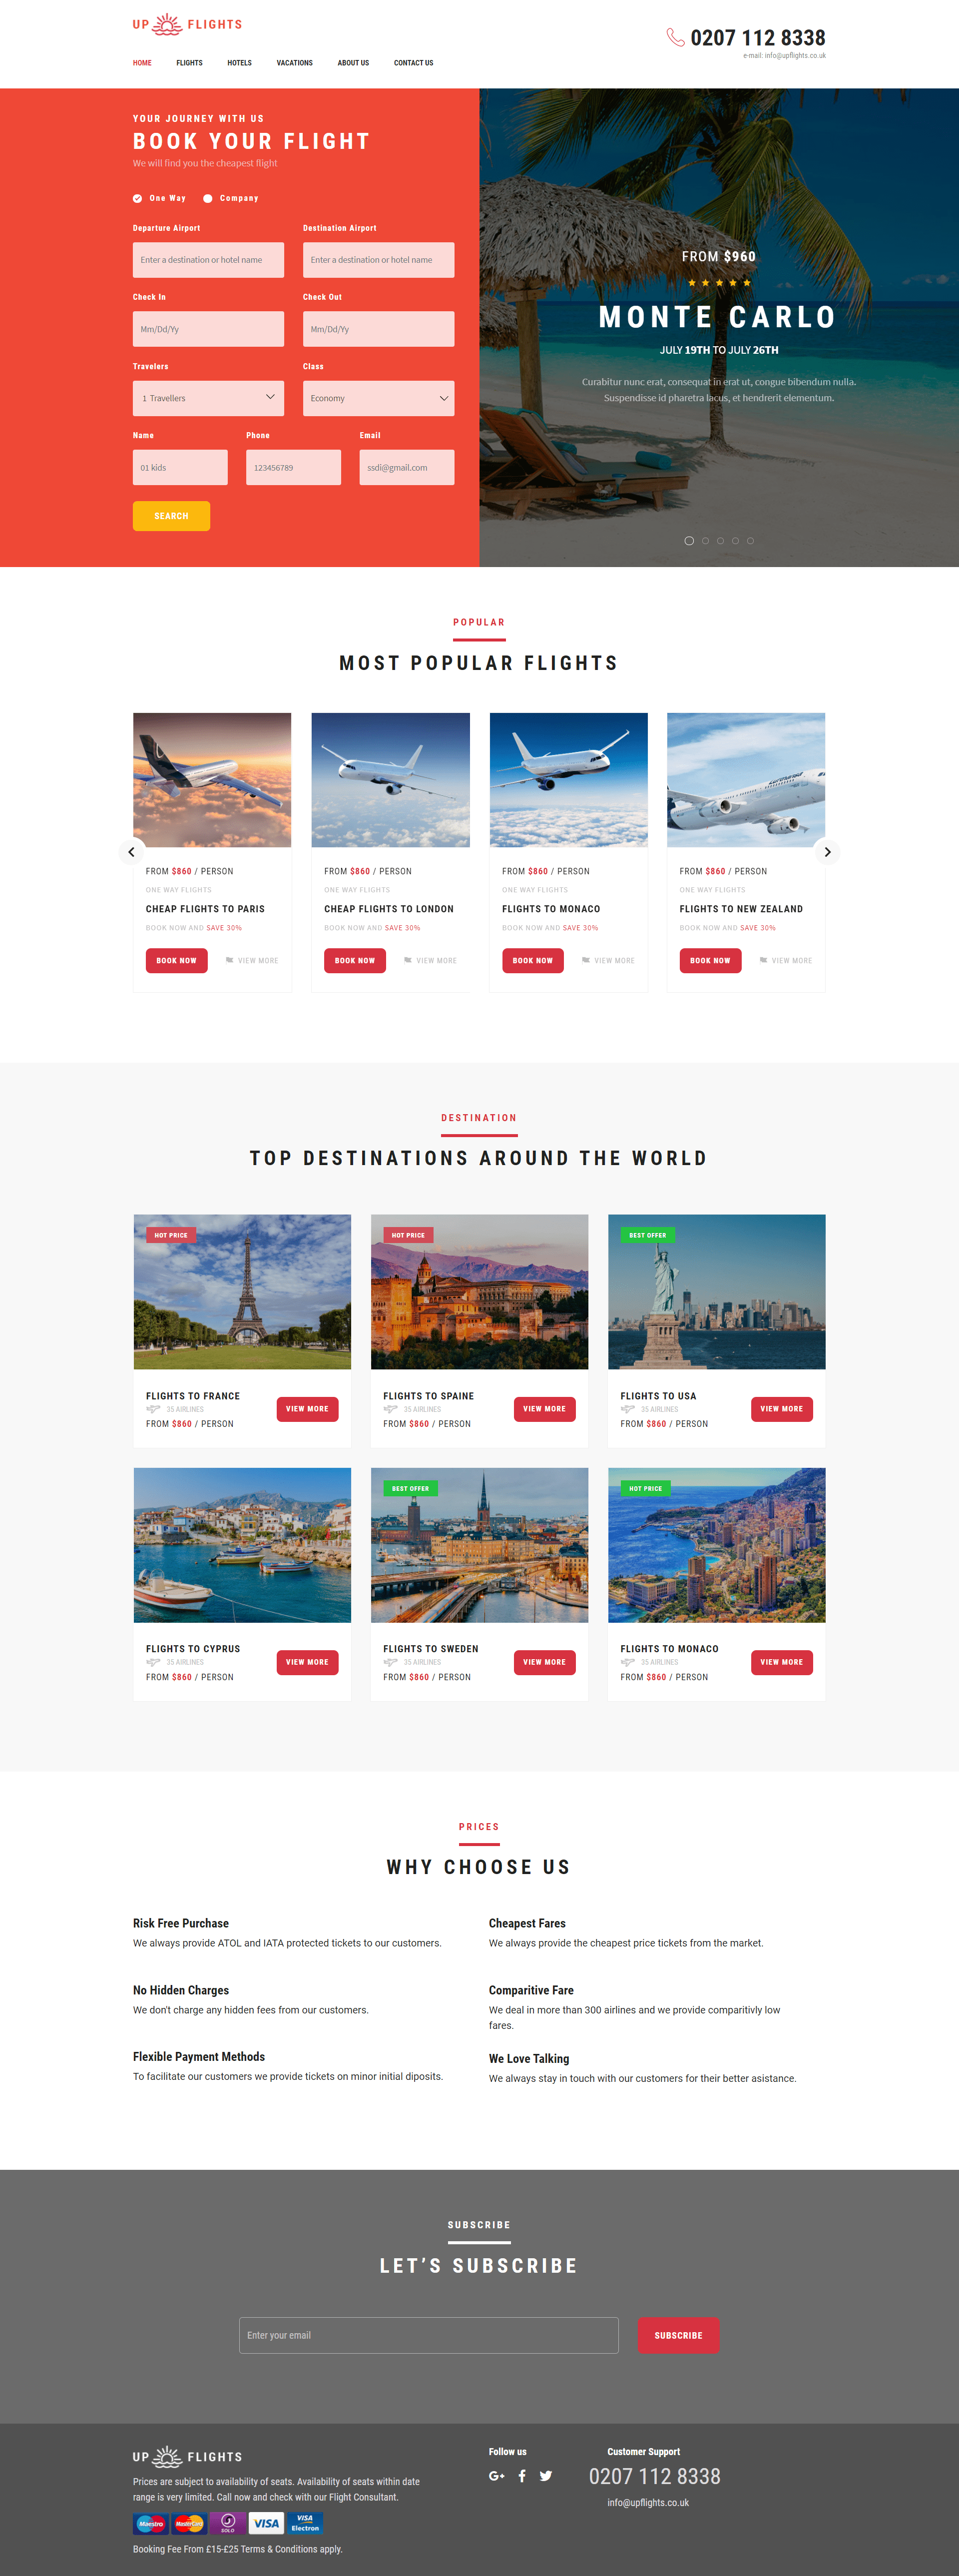 UP FLIGHTS
0207 112 8338
e-mail: info@upflights.co.uk
HOME FLIGHTS HOTELS VACATIONS ABOUT US CONTACT US
YOUR JOURNEY WITH US
BOOK YOUR FLIGHT
We will find you the cheapest flight
One Way Company
Departure Airport Destination Airport
Enter a destination or hotel name Enter a destination or hotel name
Check In Check Out
Mm/Dd/Yy Mm/Dd/Yy
Travelers Class
1 Travellers Economy
Name Phone Email
01 kids 123456789 ssdi@gmail.com
SEARCH
FROM $960
MONTE CARLO
JULY 19TH TO JULY 26TH
Curabitur nunc erat, consequat in erat ut, congue bibendum nulla.
Suspendisse id pharetra lacus, et hendrerit elementum.
POPULAR
MOST POPULAR FLIGHTS
FROM $860 / PERSON FROM $860 / PERSON FROM $860 / PERSON FROM $860 / PERSON
ONE WAY FLIGHTS ONE WAY FLIGHTS ONE WAY FLIGHTS ONE WAY FLIGHTS
CHEAP FLIGHTS TO PARIS CHEAP FLIGHTS TO LONDON FLIGHTS TO MONACO FLIGHTS TO NEW ZEALAND
BOOK NOW AND SAVE 30% BOOK NOW AND SAVE 30% BOOK NOW AND SAVE 30% BOOK NOW AND SAVE 30%
BOOK NOW VIEW MORE BOOK NOW VIEW MORE BOOK NOW VIEW MORE BOOK NOW VIEW MORE
DESTINATION
TOP DESTINATIONS AROUND THE WORLD
HOT PRICE HOT PRICE BEST OFFER
FLIGHTS TO FRANCE FLIGHTS TO SPAINE FLIGHTS TO USA
35 AIRLINES VIEW MORE 35 AIRLINES VIEW MORE 35 AIRLINES VIEW MORE
FROM $860 / PERSON FROM $860 / PERSON FROM $860 / PERSON
BEST OFFER HOT PRICE
FLIGHTS TO CYPRUS FLIGHTS TO SWEDEN FLIGHTS TO MONACO
35 AIRLINES VIEW MORE 35 AIRLINES VIEW MORE 35 AIRLINES VIEW MORE
FROM $860 / PERSON FROM $860 / PERSON FROM $860 / PERSON
PRICES
WHY CHOOSE US
Risk Free Purchase
We always provide ATOL and IATA protected tickets to our customers.
Cheapest Fares
We always provide the cheapest price tickets from the market.
No Hidden Charges
We don't charge any hidden fees from our customers.
Comparitive Fare
We deal in more than 300 airlines and we provide comparitivly low
fares.
Flexible Payment Methods
To facilitate our customers we provide tickets on minor initial diposits.
We Love Talking
We always stay in touch with our customers for their better asistance.
SUBSCRIBE
LET'S SUBSCRIBE
Enter your email SUBSCRIBE
UP FLIGHTS
Prices are subject to availability of seats. Availability of seats within date
range is very limited. Call now and check with our Flight Consultant.
Maestro MasterCard SOLO VISA VISA Electron
Booking Fee From £15-£25 Terms & Conditions apply.
Follow us
G+
Customer Support
0207 112 8338
info@upflights.co.uk